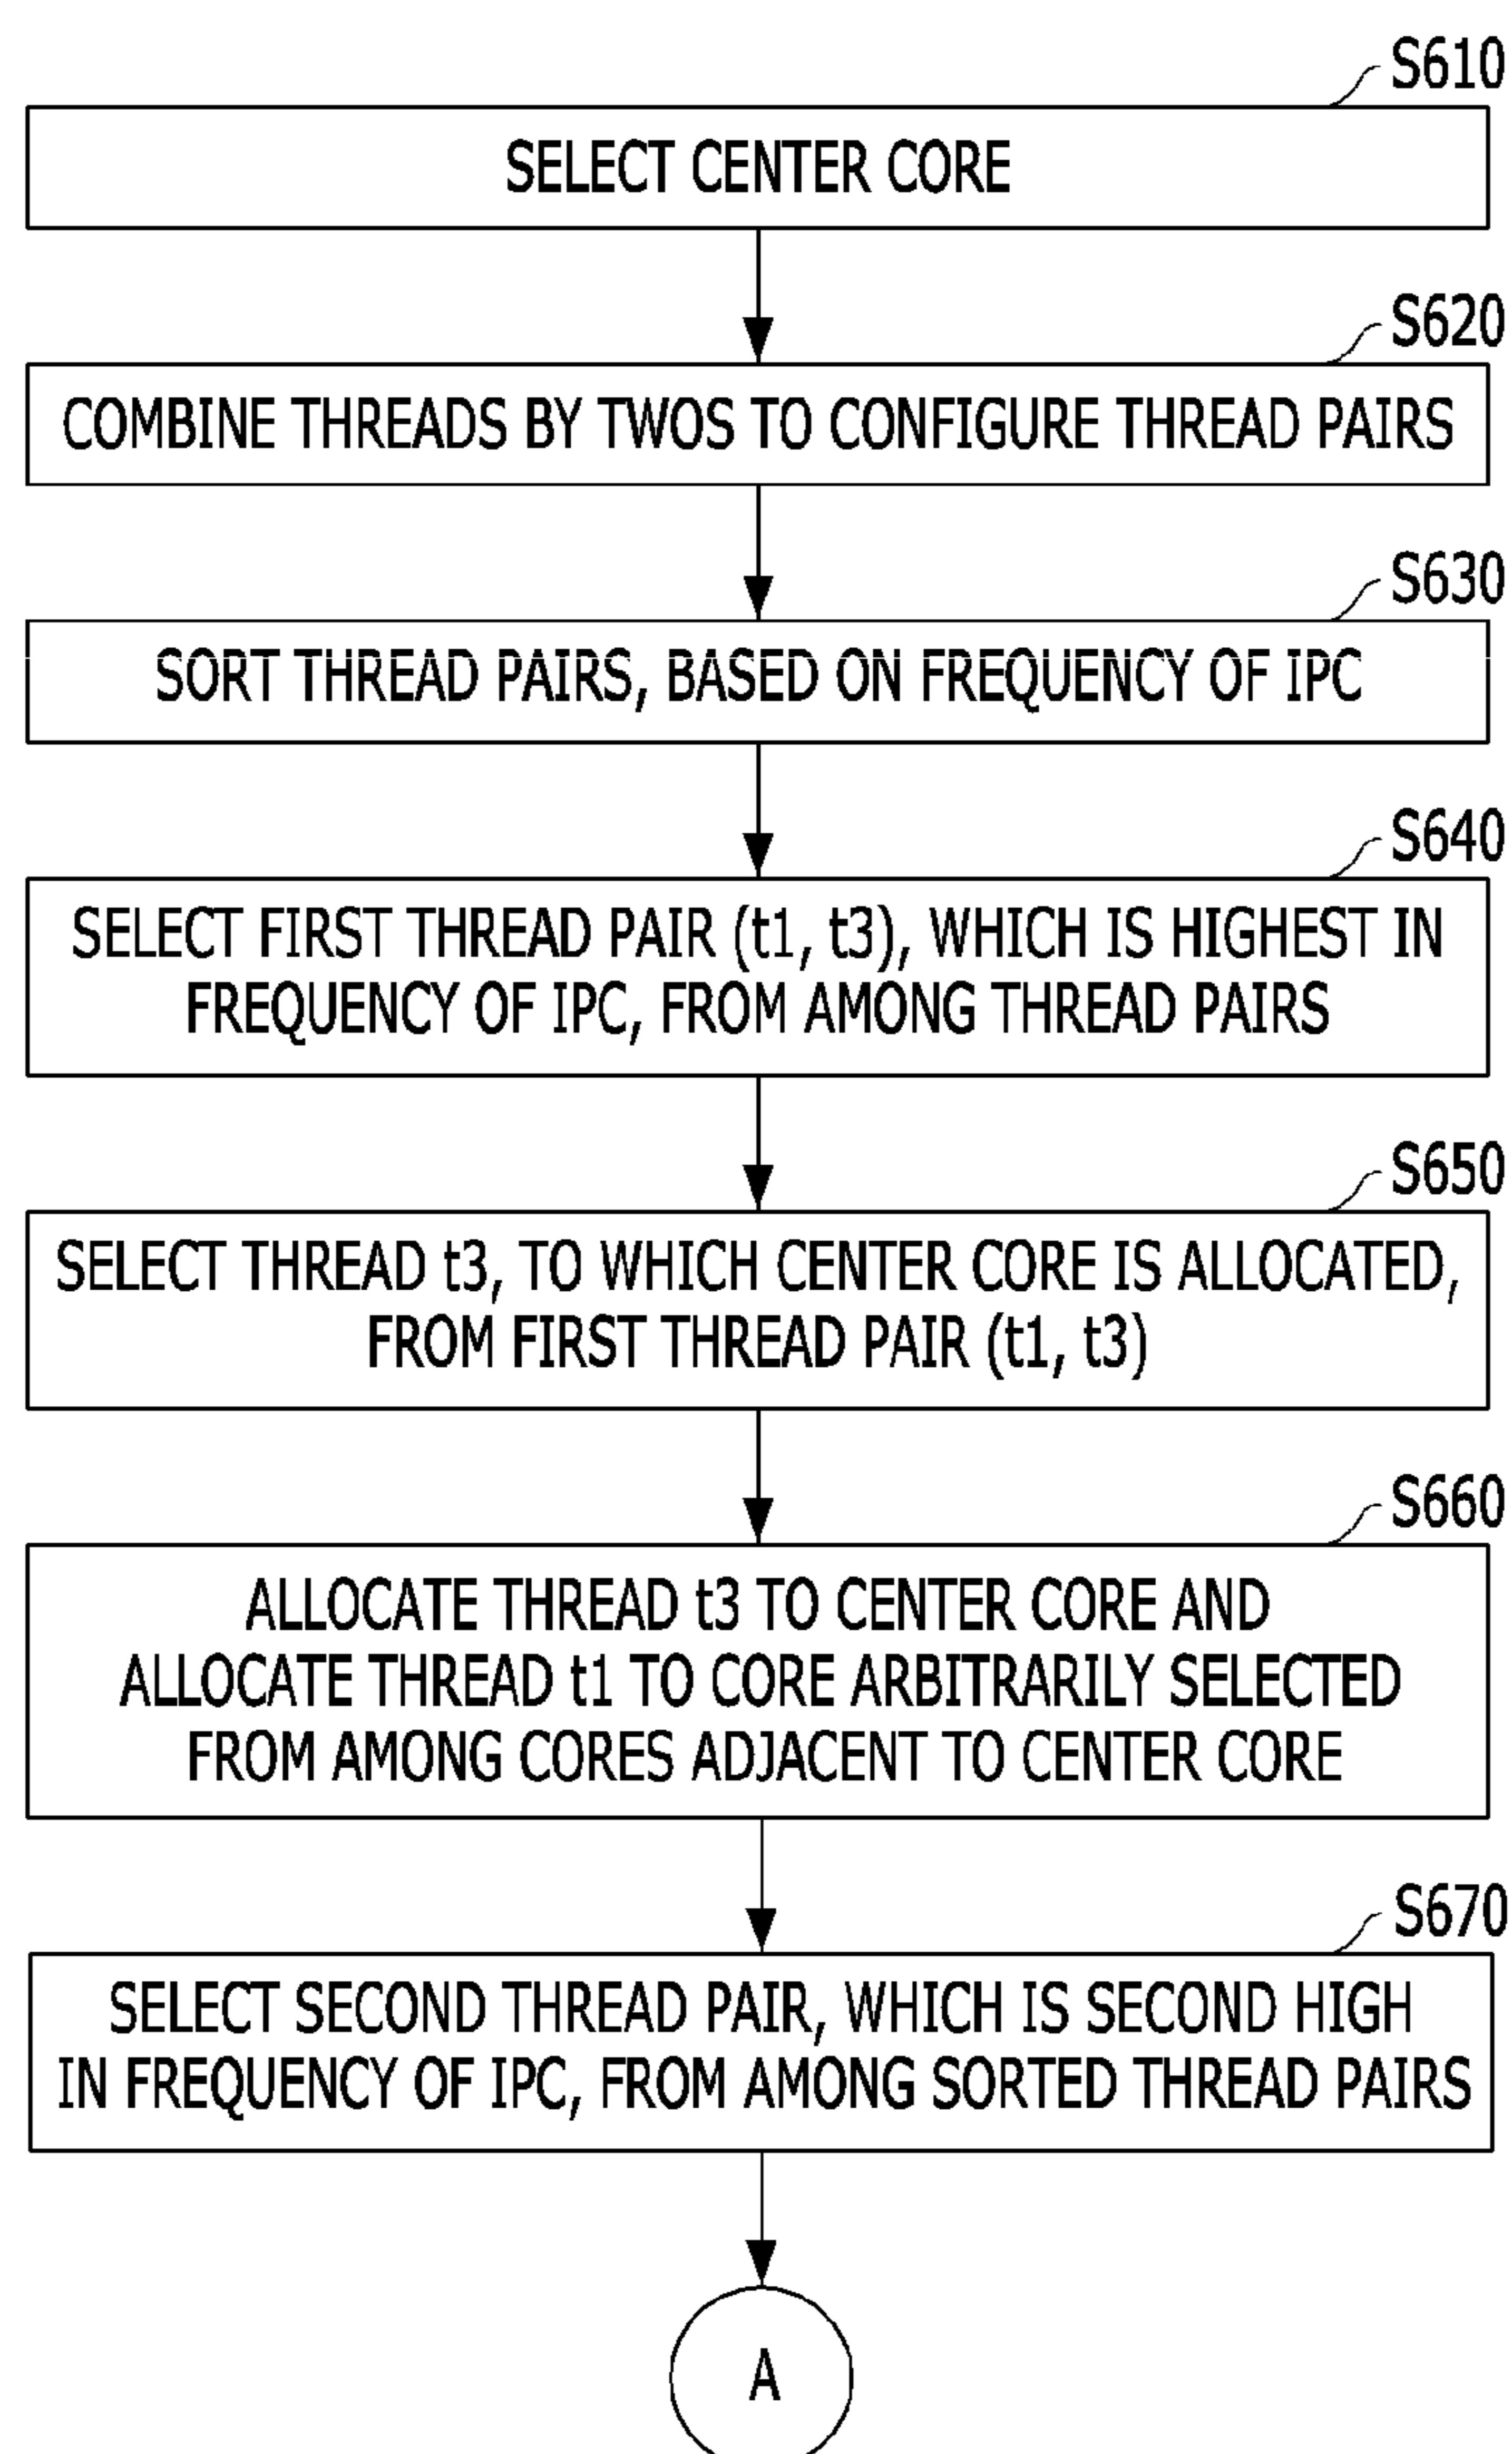 S610
SELECT CENTER CORE
S620
COMBINE THREADS BY TWOS TO CONFIGURE THREAD PAIRS
S630
SORT THREAD PAIRS, BASED ON FREQUENCY OF IPC
S640
SELECT FIRST THREAD PAIR (t1, t3), WHICH IS HIGHEST IN
FREQUENCY OF IPC, FROM AMONG THREAD PAIRS
S650
SELECT THREAD t3, TO WHICH CENTER CORE IS ALLOCATED,
FROM FIRST THREAD PAIR (t1, t3)
S660
ALLOCATE THREAD t3 TO CENTER CORE AND
ALLOCATE THREAD t1 TO CORE ARBITRARILY SELECTED
FROM AMONG CORES ADJACENT TO CENTER CORE
S670
SELECT SECOND THREAD PAIR, WHICH IS SECOND HIGH
IN FREQUENCY OF IPC, FROM AMONG SORTED THREAD PAIRS
A